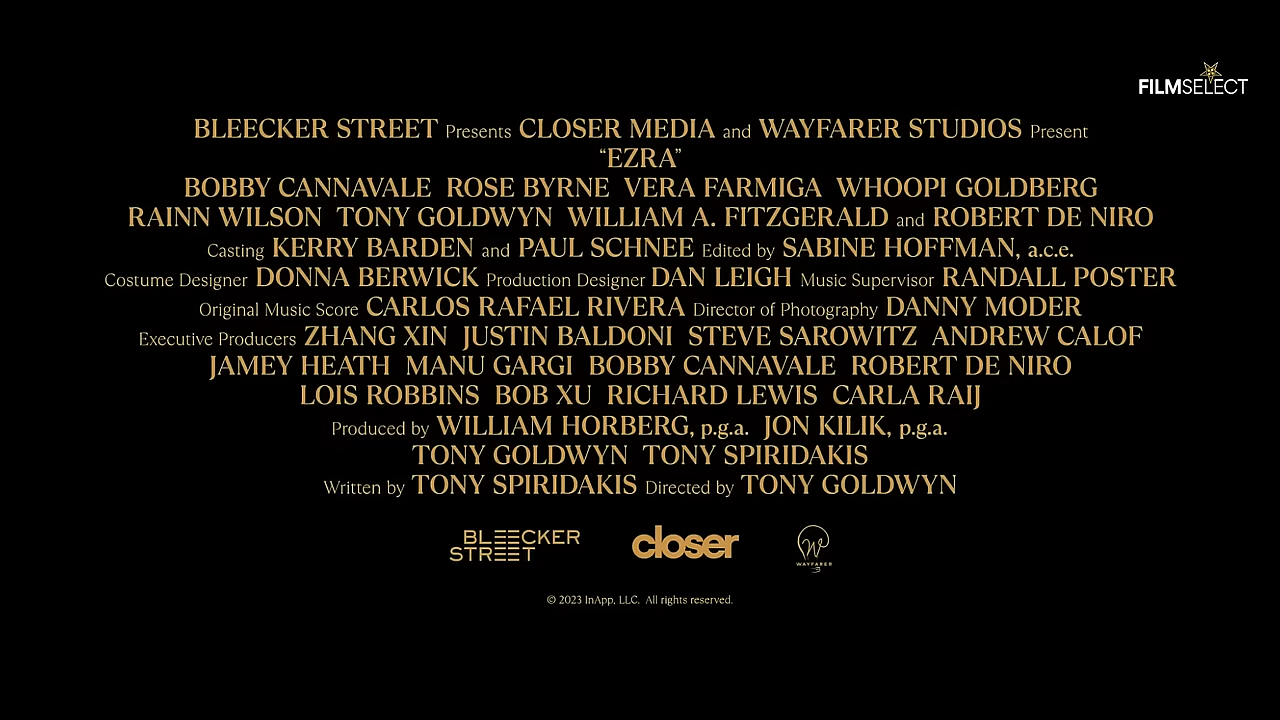 FILMSELECT
BLEECKER STREET Presents CLOSER MEDIA and WAYFARER STUDIOS Present
“EZRA”
BOBBY CANNAVALE ROSE BYRNE VERA FARMIGA WHOOPI GOLDBERG
RAINN WILSON TONY GOLDWYN WILLIAM A. FITZGERALD and ROBERT DE NIRO
Casting KERRY BARDEN and PAUL SCHNEE Edited by SABINE HOFFMAN, a.c.e.
Costume Designer DONNA BERWICK Production Designer DAN LEIGH Music Supervisor RANDALL POSTER
Original Music Score CARLOS RAFAEL RIVERA Director of Photography DANNY MODER
Executive Producers ZHANG XIN JUSTIN BALDONI STEVE SAROWITZ ANDREW CALOF
JAMEY HEATH MANU GARGI BOBBY CANNAVALE ROBERT DE NIRO
LOIS ROBBINS BOB XU RICHARD LEWIS CARLA RAIJ
Produced by WILLIAM HORBERG, p.g.a. JON KILIK, p.g.a.
TONY GOLDWYN TONY SPIRIDAKIS
Written by TONY SPIRIDAKIS Directed by TONY GOLDWYN
BLEECKER
STREET
closer
W
WAYFARER
© 2023 InApp, LLC. All rights reserved.